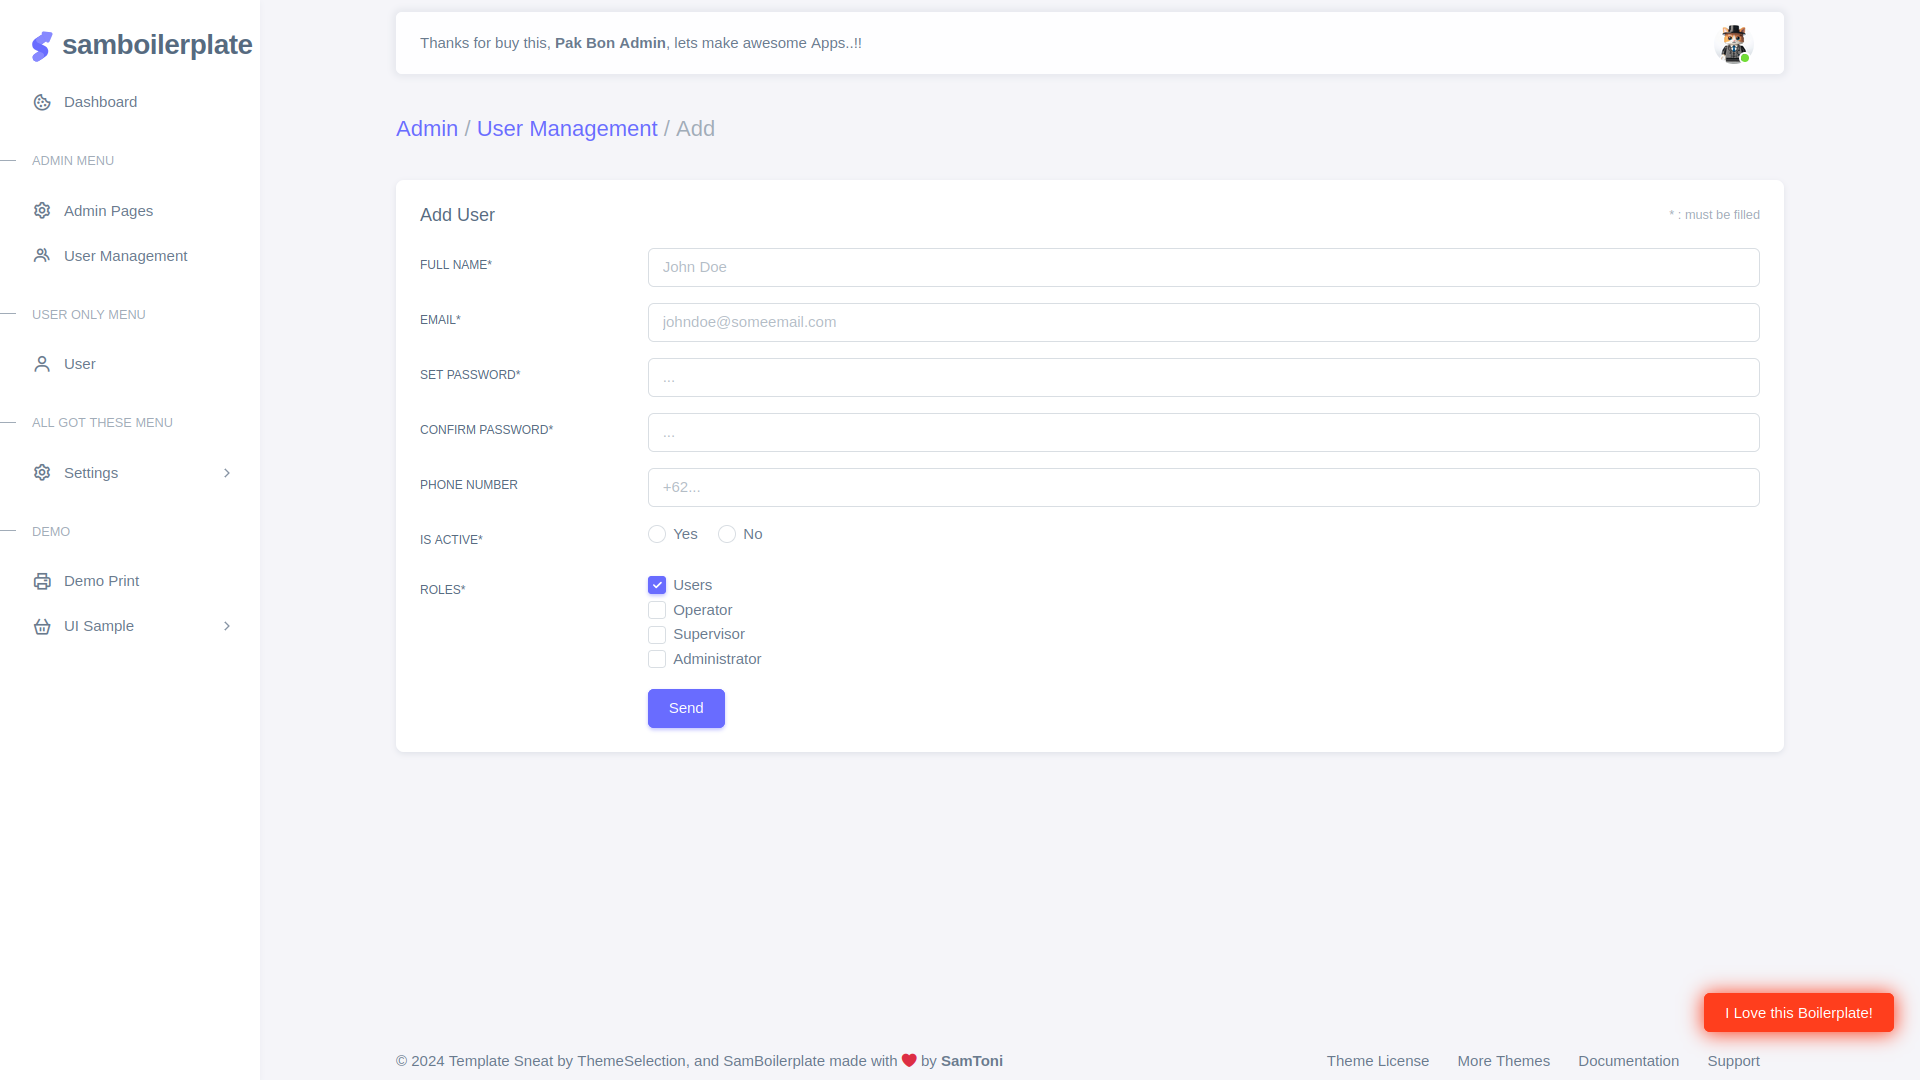 samboilerplate
Dashboard
ADMIN MENU
Admin Pages
User Management
USER ONLY MENU
User
ALL GOT THESE MENU
Settings
DEMO
Demo Print
UI Sample
Thanks for buy this, Pak Bon Admin, lets make awesome Apps..!!
Admin / User Management / Add
Add User
* : must be filled
FULL NAME*
John Doe
EMAIL*
johndoe@someemail.com
SET PASSWORD*
...
CONFIRM PASSWORD*
...
PHONE NUMBER
+62...
IS ACTIVE*
Yes No
ROLES*
Users
Operator
Supervisor
Administrator
Send
I Love this Boilerplate!
© 2024 Template Sneat by ThemeSelection, and SamBoilerplate made with ❤️ by SamToni
Theme License More Themes Documentation Support